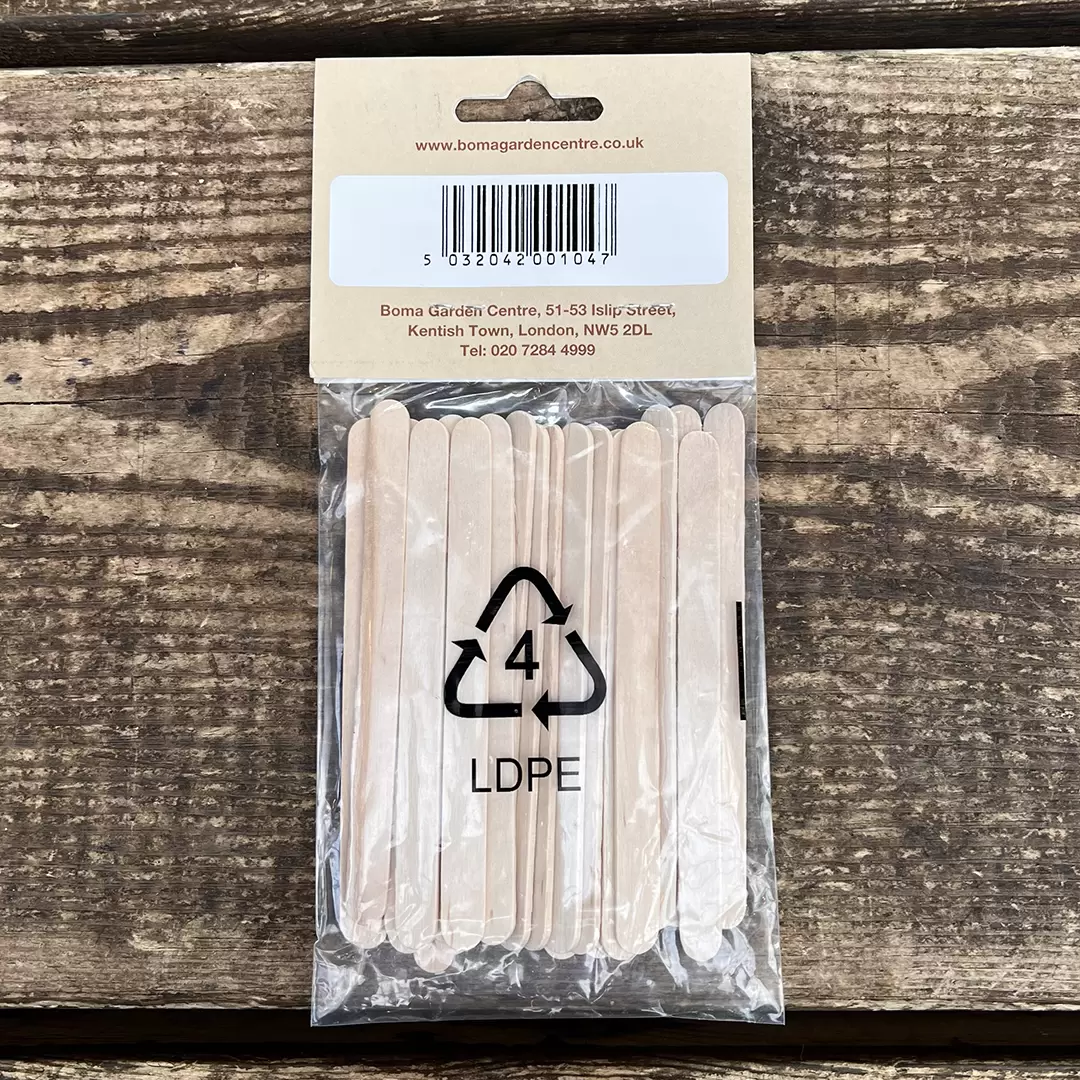 www.bomagardencentre.co.uk
5 032042 001047
Boma Garden Centre, 51-53 Islip Street,
Kentish Town, London, NW5 2DL
Tel: 020 7284 4999
4
LDPE